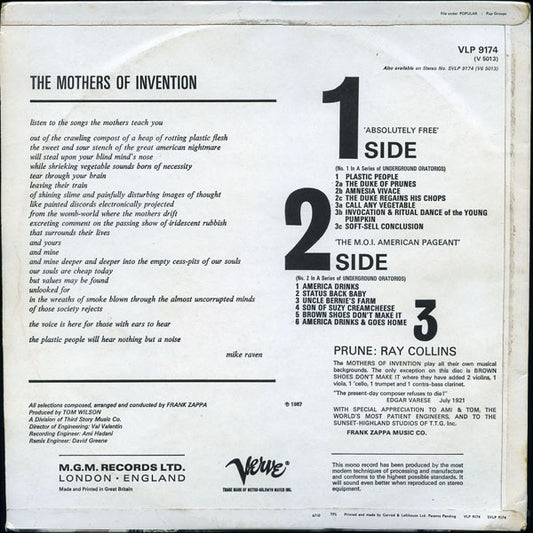 File under POPULAR : Pop Groups
VLP 9174
(V 5013)
Also available on Stereo No. SVLP 9174 (V6 5013)
THE MOTHERS OF INVENTION
listen to the songs the mothers teach you
out of the crawling compost of a heap of rotting plastic flesh
the sweet and sour stench of the great american nightmare
will steal upon your blind mind's nose
while shrieking vegetable sounds born of necessity
tear through your brain
leaving their train
of shining slime and painfully disturbing images of thought
like painted discords electronically projected
from the womb-world where the mothers drift
excreting comment on the passing show of iridescent rubbish
that surrounds their lives
and yours
and mine
and mine deeper and deeper into the empty cess-pits of our souls
our souls are cheap today
but values may be found
unlooked for
in the wreaths of smoke blown through the almost uncorrupted minds
of those society rejects
the voice is here for those with ears to hear
the plastic people will hear nothing but a noise
mike raven
All selections composed, arranged and conducted by FRANK ZAPPA
Produced by TOM WILSON
A Division of Third Story Music Co.
Director of Engineering: Val Valentin
Recording Engineer: Ami Hadani
Remix Engineer: David Greene
℗ 1967
M.G.M. RECORDS LTD.
LONDON · ENGLAND
Made and Printed in Great Britain
Verve
TRADE MARK OF METRO-GOLDWYN-MAYER INC.
1
'ABSOLUTELY FREE'
SIDE
(No. 1 In A Series of UNDERGROUND ORATORIOS)
1 PLASTIC PEOPLE
2a THE DUKE OF PRUNES
2b AMNESIA VIVACE
2c THE DUKE REGAINS HIS CHOPS
3a CALL ANY VEGETABLE
3b INVOCATION & RITUAL DANCE of the YOUNG
PUMPKIN
3c SOFT-SELL CONCLUSION
2
'THE M.O.I. AMERICAN PAGEANT'
SIDE
(No. 2 In A Series of UNDERGROUND ORATORIOS)
1 AMERICA DRINKS
2 STATUS BACK BABY
3 UNCLE BERNIE'S FARM
4 SON OF SUZY CREAMCHEESE
5 BROWN SHOES DON'T MAKE IT
6 AMERICA DRINKS & GOES HOME
3
PRUNE: RAY COLLINS
The MOTHERS OF INVENTION play all their own musical
backgrounds. The only exception on this disc is BROWN
SHOES DON'T MAKE IT where they have added 2 violins, 1
viola, 1 'cello, 1 trumpet and 1 contra-bass clarinet.
"The present-day composer refuses to die!"
EDGAR VARESE July 1921
WITH SPECIAL APPRECIATION TO AMI & TOM, THE
WORLD'S MOST PATIENT ENGINEERS, AND TO THE
SUNSET-HIGHLAND STUDIOS OF T.T.G. Inc.
FRANK ZAPPA MUSIC CO.
This mono record has been produced by the most
modern techniques of processing and manufacture
and conforms to the highest possible standards. It
will sound even better when reproduced on stereo
equipment.
TPS Printed and made by Garrod & Lofthouse Ltd. Patents Pending VLP 9174 SVLP 9174